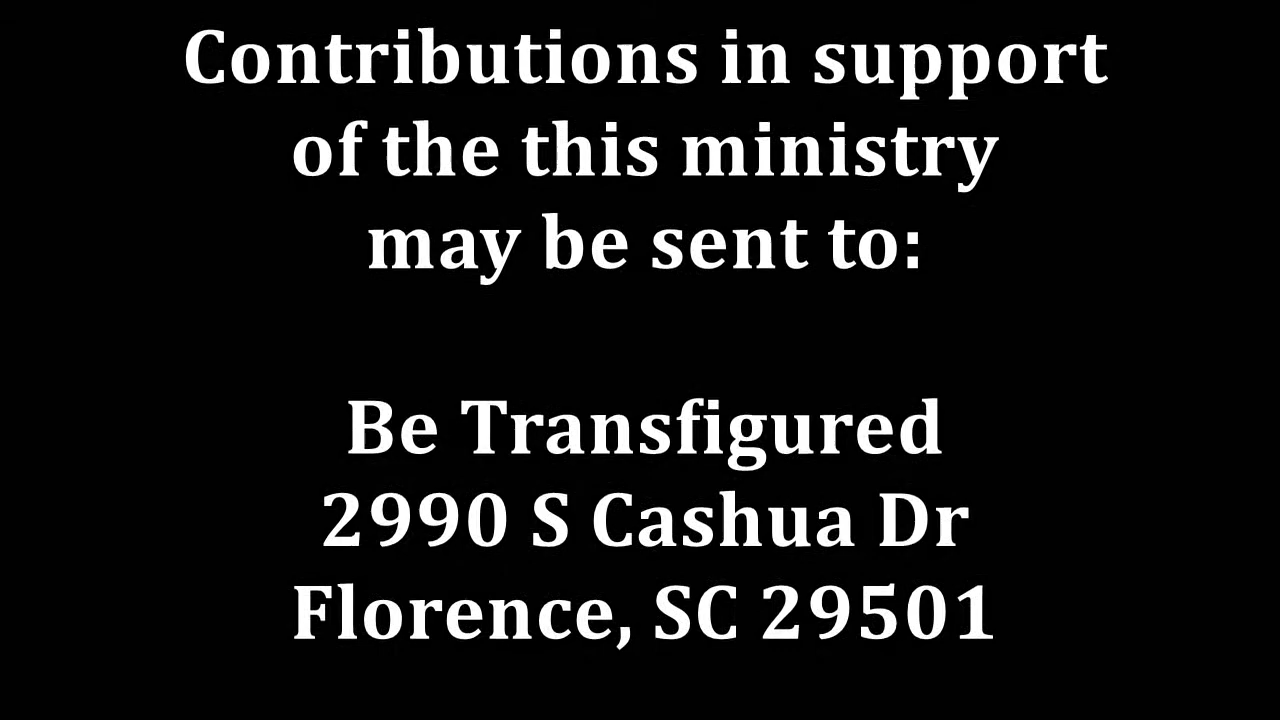 Contributions in support
of the this ministry
may be sent to:
Be Transfigured
2990 S Cashua Dr
Florence, SC 29501